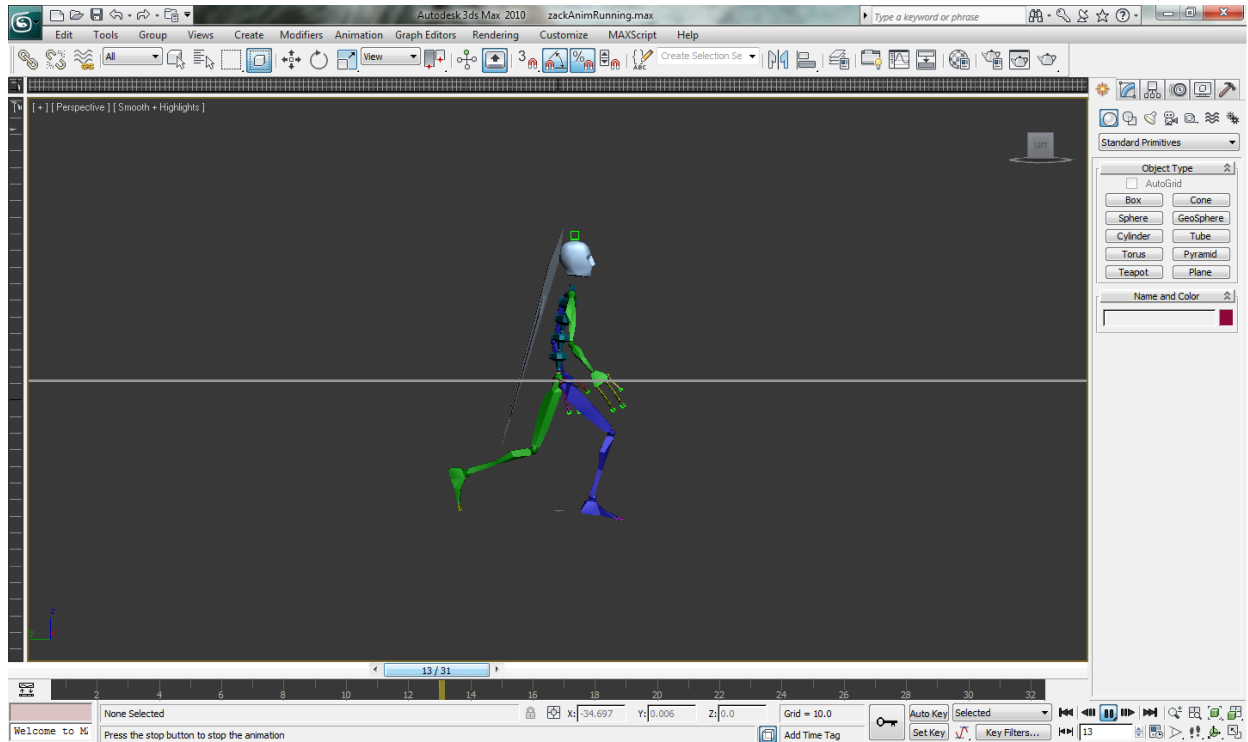 Autodesk 3ds Max 2010 zackAnimRunning.max
Type a keyword or phrase
Edit Tools Group Views Create Modifiers Animation Graph Editors Rendering Customize MAXScript Help
All View 3 % ABC Create Selection Se
[ + ] [ Perspective ] [ Smooth + Highlights ]
LEFT
Standard Primitives
Object Type
AutoGrid
Box Cone
Sphere GeoSphere
Cylinder Tube
Torus Pyramid
Teapot Plane
Name and Color
z
y
13 / 31
2 4 6 8 10 12 14 16 18 20 22 24 26 28 30 32
None Selected X: -34.697 Y: 0.006 Z: 0.0 Grid = 10.0 Auto Key Selected
Welcome to M Press the stop button to stop the animation Add Time Tag Set Key Key Filters... 13